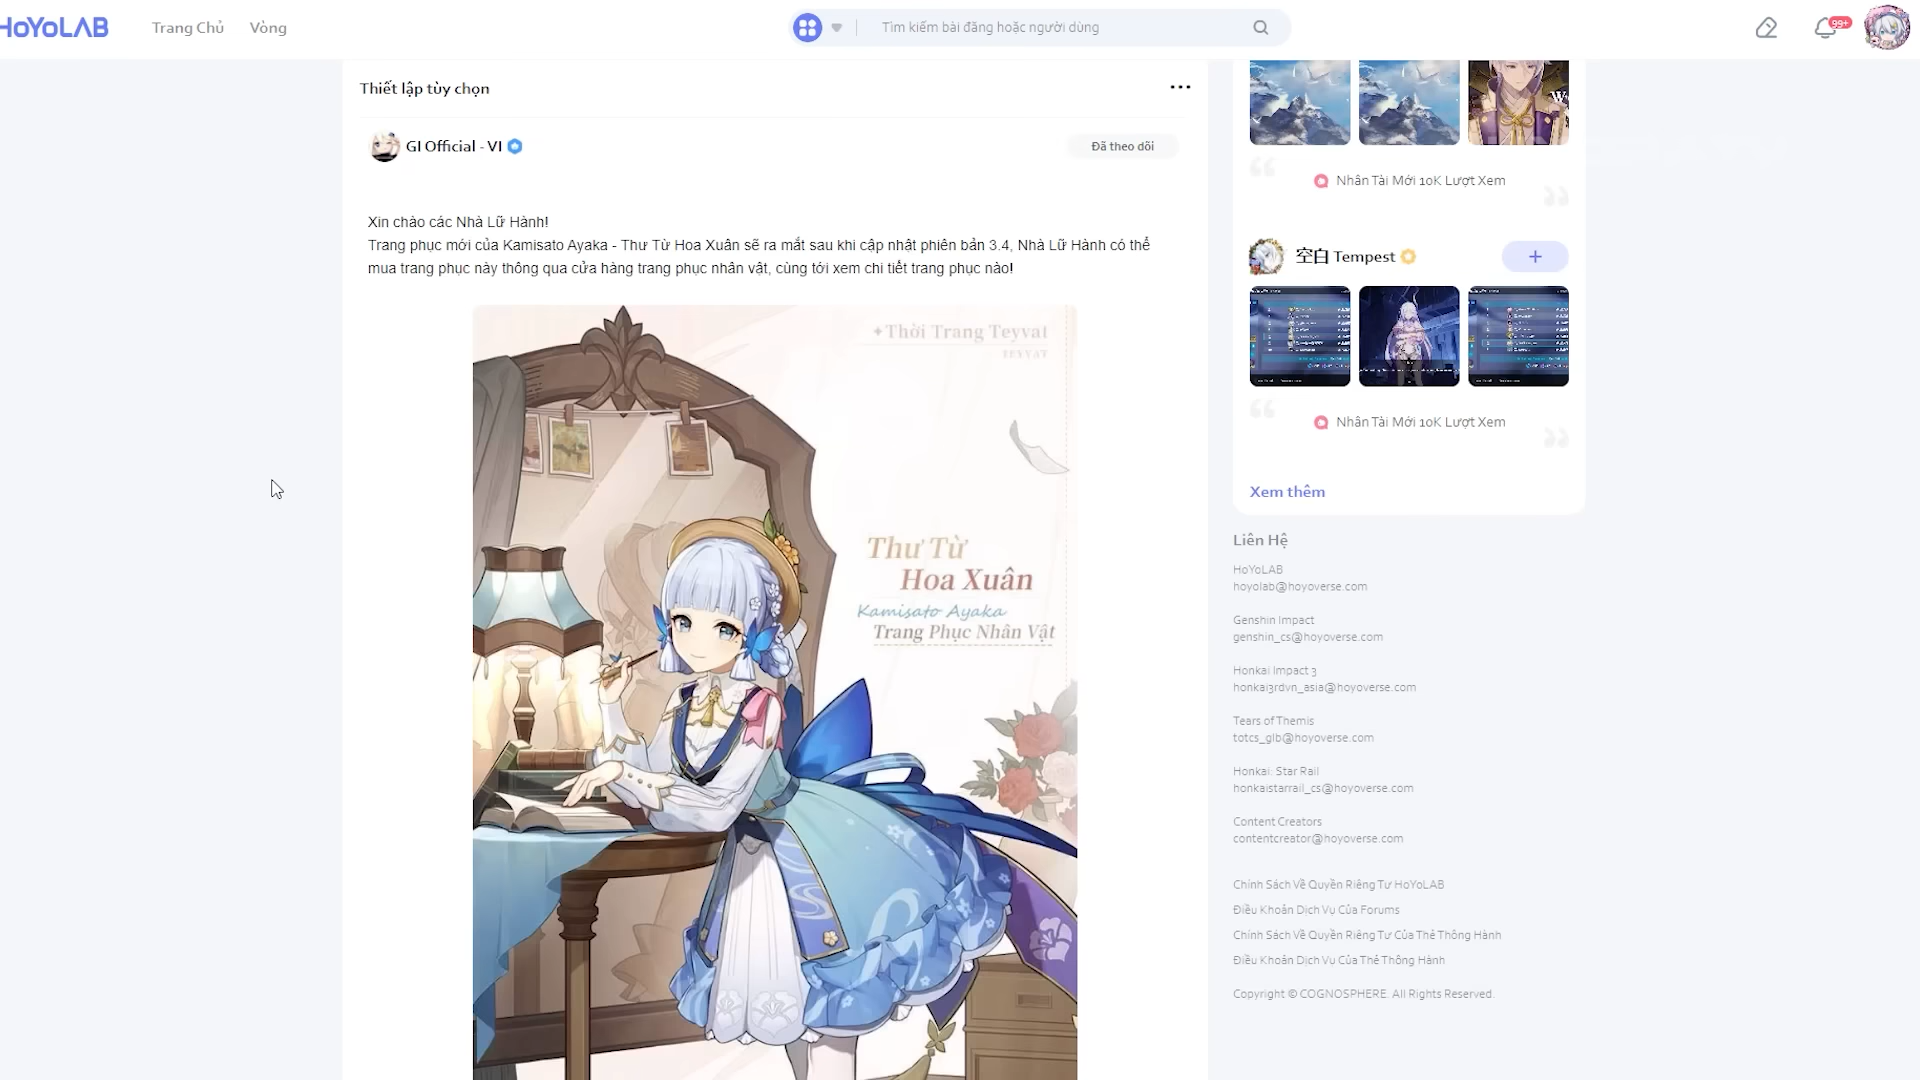 HoYoLAB
Trang Chủ
Vòng
Tìm kiếm bài đăng hoặc người dùng
99+
Thiết lập tùy chọn
GI Official - VI
Đã theo dõi
Xin chào các Nhà Lữ Hành!
Trang phục mới của Kamisato Ayaka - Thư Từ Hoa Xuân sẽ ra mắt sau khi cập nhật phiên bản 3.4, Nhà Lữ Hành có thể
mua trang phục này thông qua cửa hàng trang phục nhân vật, cùng tới xem chi tiết trang phục nào!
Thời Trang Teyvat
TEYVAT
Thư Từ
Hoa Xuân
Kamisato Ayaka
Trang Phục Nhân Vật
Nhân Tài Mới 10K Lượt Xem
空白 Tempest
Nhân Tài Mới 10K Lượt Xem
Xem thêm
Liên Hệ
HoYoLAB
hoyolab@hoyoverse.com
Genshin Impact
genshin_cs@hoyoverse.com
Honkai Impact 3
honkai3rdvn_asia@hoyoverse.com
Tears of Themis
totcs_glb@hoyoverse.com
Honkai: Star Rail
honkaistarrail_cs@hoyoverse.com
Content Creators
contentcreator@hoyoverse.com
Chính Sách Về Quyền Riêng Tư HoYoLAB
Điều Khoản Dịch Vụ Của Forums
Chính Sách Về Quyền Riêng Tư Của Thẻ Thông Hành
Điều Khoản Dịch Vụ Của Thẻ Thông Hành
Copyright © COGNOSPHERE. All Rights Reserved.